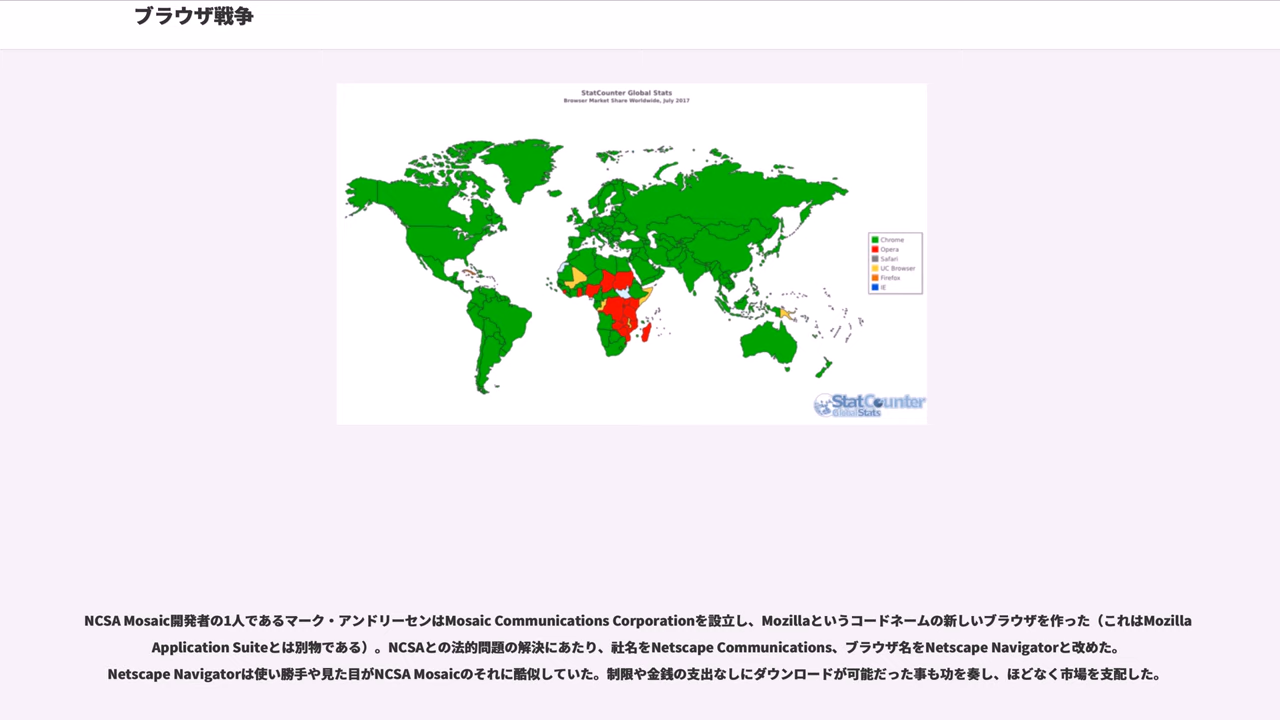 ブラウザ戦争
StatCounter Global Stats
Browser Market Share Worldwide, July 2017
Chrome
Opera
Safari
UC Browser
Firefox
IE
StatCounter
GlobalStats
NCSA Mosaic開発者の1人であるマーク・アンドリーセンはMosaic Communications Corporationを設立し、Mozillaというコードネームの新しいブラウザを作った（これはMozilla
Application Suiteとは別物である）。NCSAとの法的問題の解決にあたり、社名をNetscape Communications、ブラウザ名をNetscape Navigatorと改めた。
Netscape Navigatorは使い勝手や見た目がNCSA Mosaicのそれに酷似していた。制限や金銭の支出なしにダウンロードが可能だった事も功を奏し、ほどなく市場を支配した。